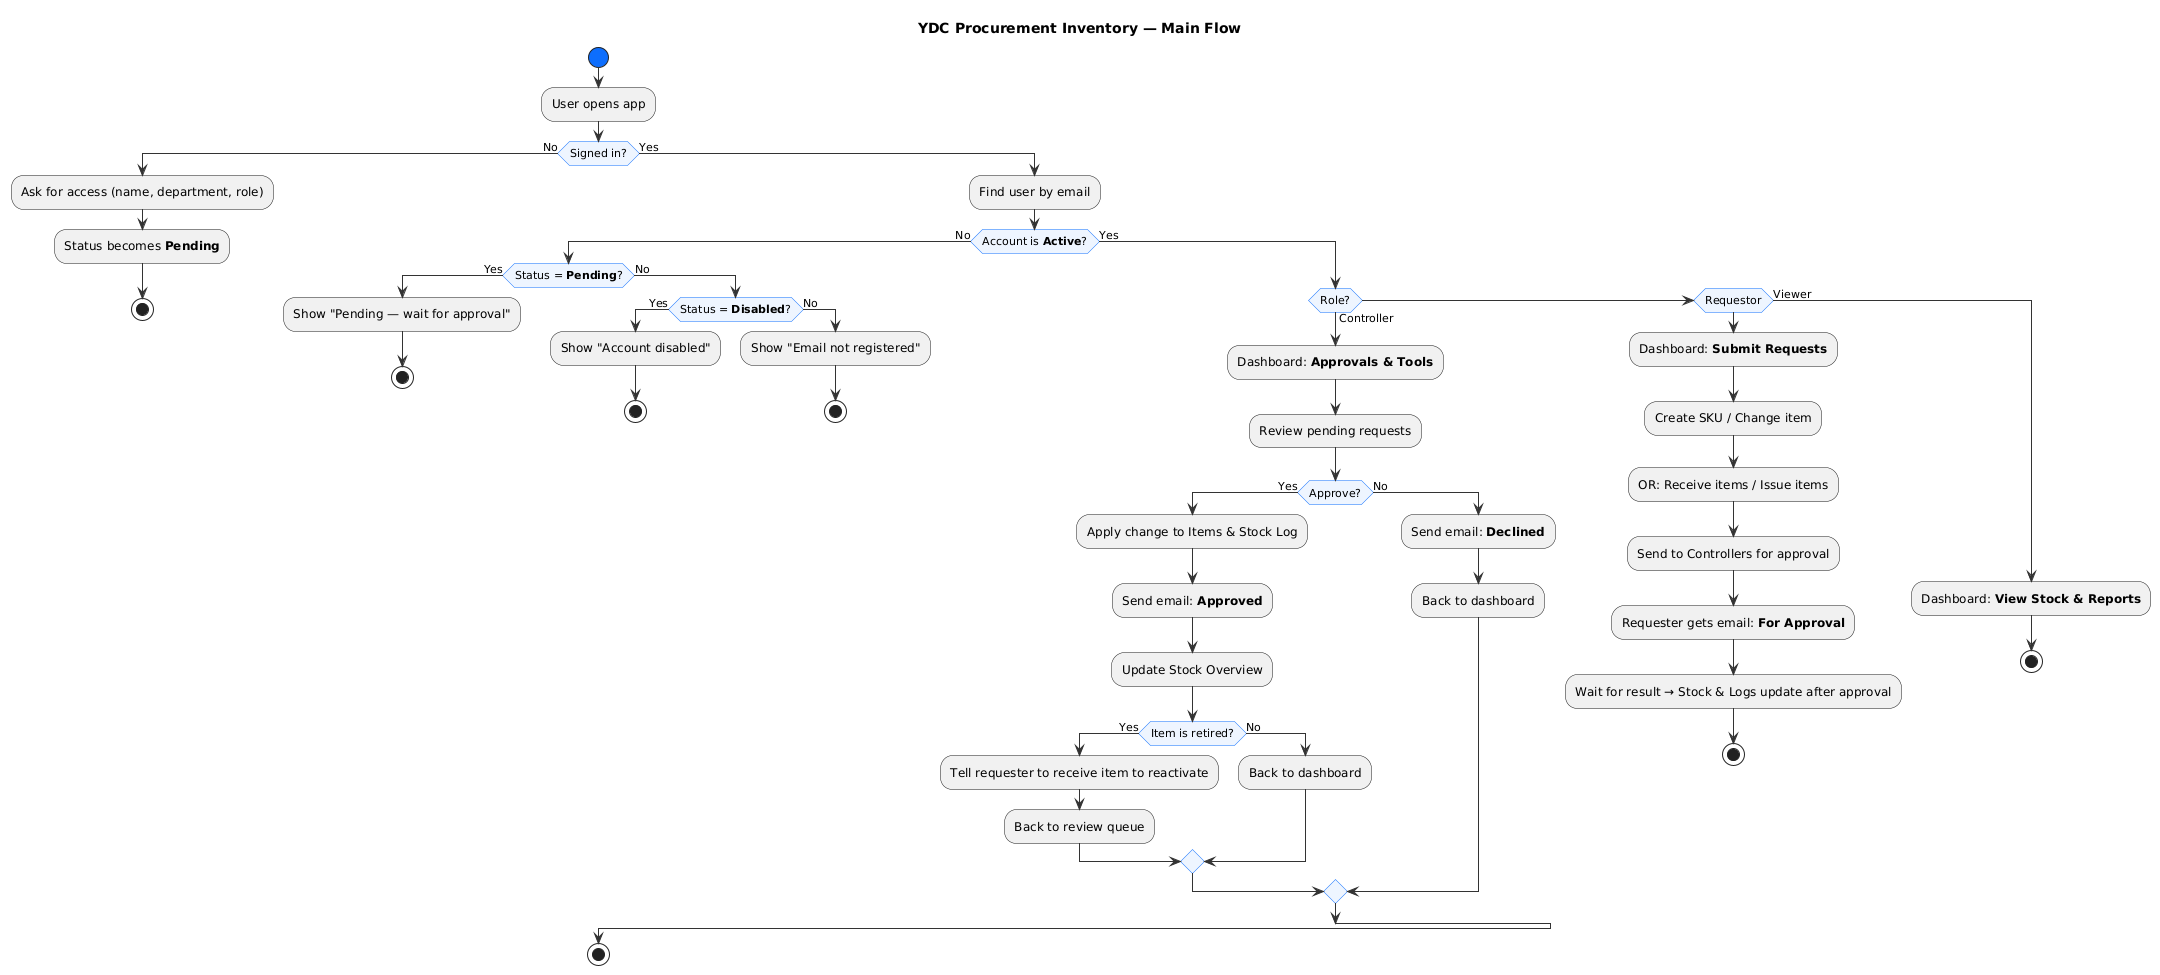 YDC Procurement Inventory — Main Flow
User opens app
Signed in?
No
Yes
Ask for access (name, department, role)
Status becomes Pending
Find user by email
Account is Active?
No
Yes
Status = Pending?
Yes
No
Show "Pending — wait for approval"
Status = Disabled?
Yes
No
Show "Account disabled"
Show "Email not registered"
Role?
Controller
Dashboard: Approvals & Tools
Review pending requests
Approve?
Yes
No
Apply change to Items & Stock Log
Send email: Approved
Update Stock Overview
Item is retired?
Yes
No
Tell requester to receive item to reactivate
Back to review queue
Back to dashboard
Send email: Declined
Back to dashboard
Requestor
Viewer
Dashboard: Submit Requests
Create SKU / Change item
OR: Receive items / Issue items
Send to Controllers for approval
Requester gets email: For Approval
Wait for result → Stock & Logs update after approval
Dashboard: View Stock & Reports